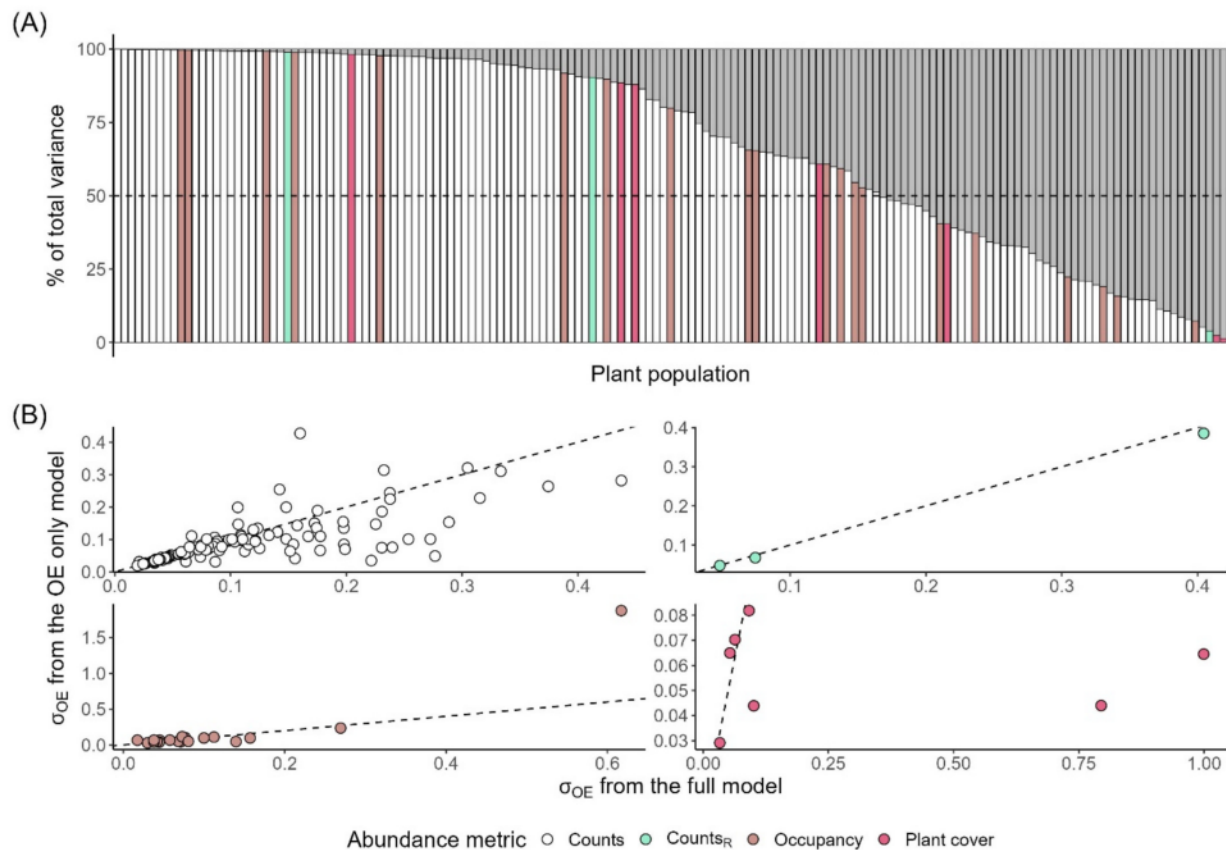 (A)
100
75
50
25
0
% of total variance
Plant population
(B)
0.4
0.3
0.2
0.1
0.0
0.0 0.1 0.2 0.3 0.4
0.4
0.3
0.2
0.1
0.1 0.2 0.3 0.4
1.5
1.0
0.5
0.0
0.0 0.2 0.4 0.6
0.08
0.07
0.06
0.05
0.04
0.03
0.00 0.25 0.50 0.75 1.00
σOE from the OE only model
σOE from the full model
Abundance metric Counts CountsR Occupancy Plant cover